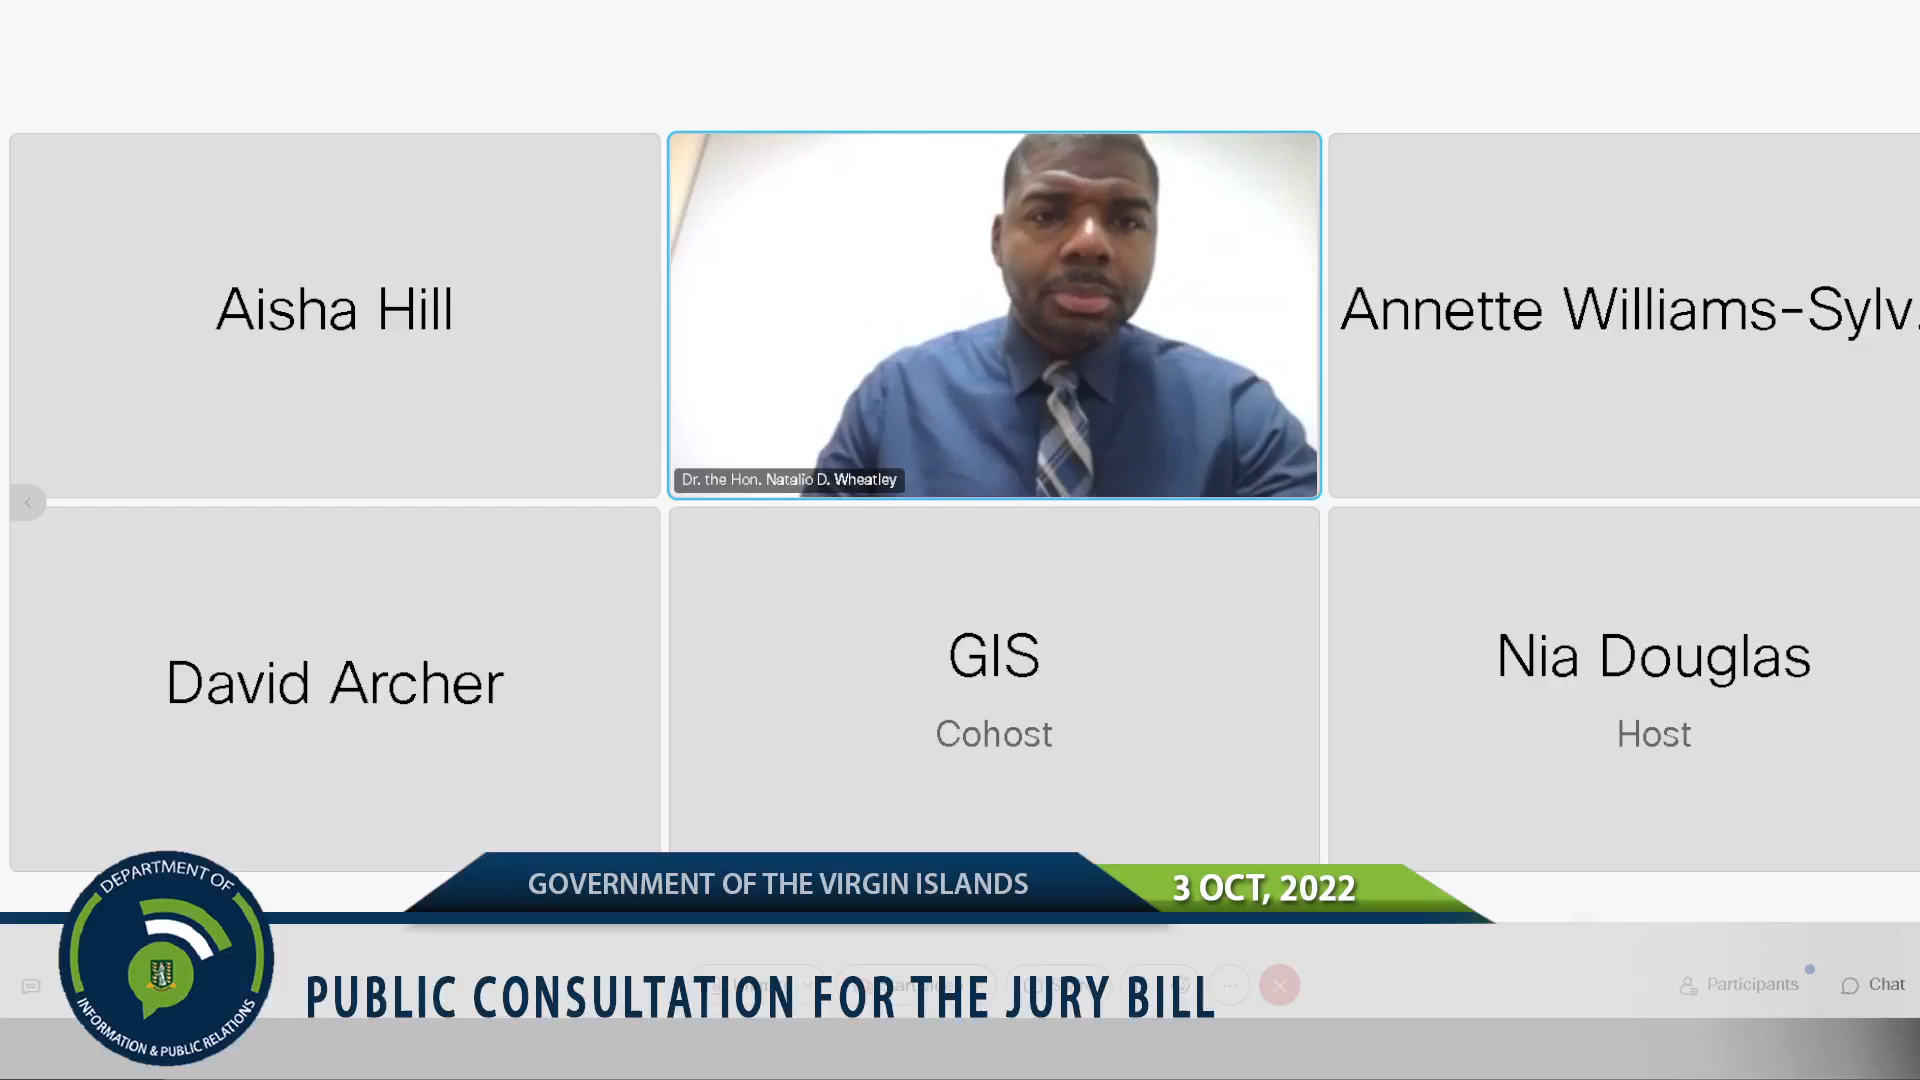 Aisha Hill
Dr. the Hon. Natalio D. Wheatley
Annette Williams-Sylv.
David Archer
GIS
Cohost
Nia Douglas
Host
GOVERNMENT OF THE VIRGIN ISLANDS
3 OCT, 2022
DEPARTMENT OF
INFORMATION & PUBLIC RELATIONS
PUBLIC CONSULTATION FOR THE JURY BILL
Participants
Chat